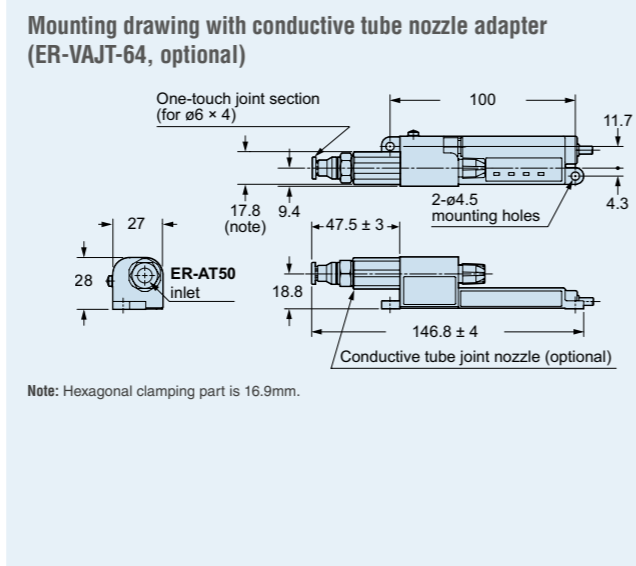 Mounting drawing with conductive tube nozzle adapter
(ER-VAJT-64, optional)
One-touch joint section
(for ø6 × 4)
100
11.7
17.8
(note)
9.4
2-ø4.5
mounting holes
4.3
27
47.5 ± 3
28
ER-AT50
inlet
18.8
146.8 ± 4
Conductive tube joint nozzle (optional)
Note: Hexagonal clamping part is 16.9mm.